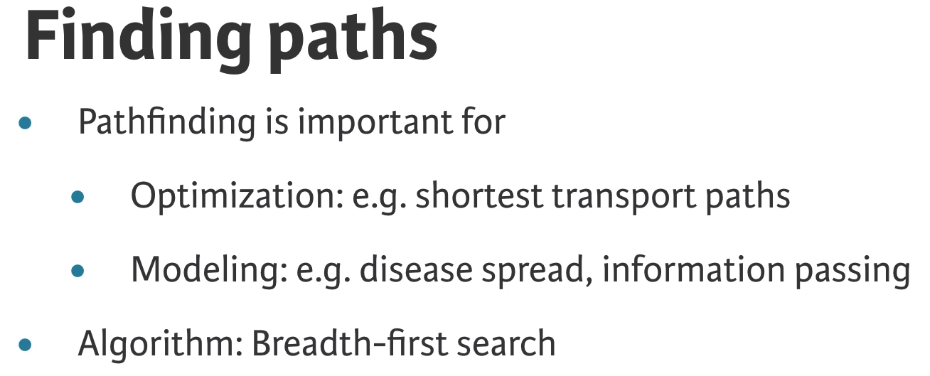 Finding paths
• Pathfinding is important for
• Optimization: e.g. shortest transport paths
• Modeling: e.g. disease spread, information passing
• Algorithm: Breadth-first search